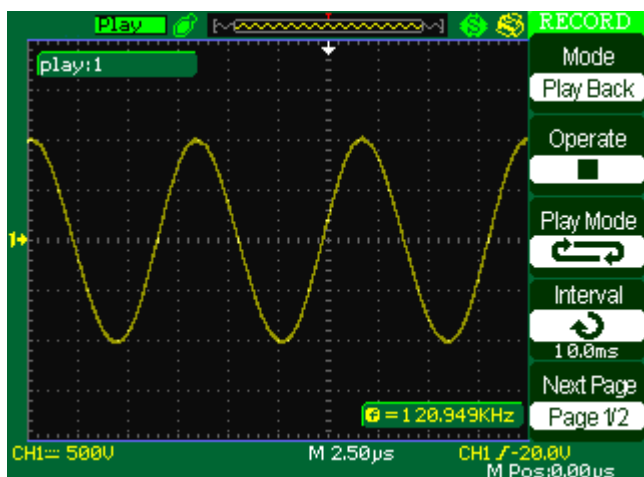 Play
RECORD
play:1
Mode
Play Back
Operate
Play Mode
Interval
10.0ms
Next Page
Page 1/2
1
f=120.949KHz
CH1 500V
M 2.50µs
CH1 -20.0V
M Pos:0.00µs